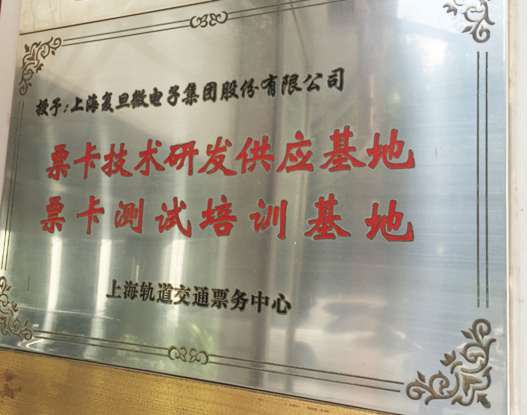 授予：上海复旦微电子集团股份有限公司
票卡技术研发供应基地
票卡测试培训基地
上海轨道交通票务中心